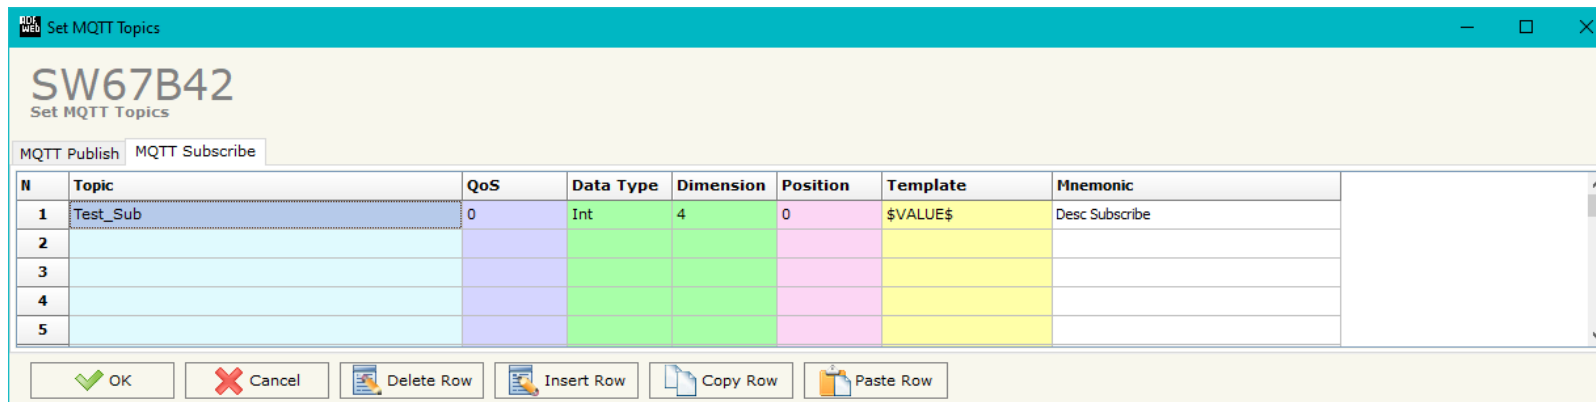 ADF WEB Set MQTT Topics
SW67B42
Set MQTT Topics
MQTT Publish MQTT Subscribe
N Topic QoS Data Type Dimension Position Template Mnemonic
1 Test_Sub 0 Int 4 0 $VALUE$ Desc Subscribe
2
3
4
5
OK Cancel Delete Row Insert Row Copy Row Paste Row